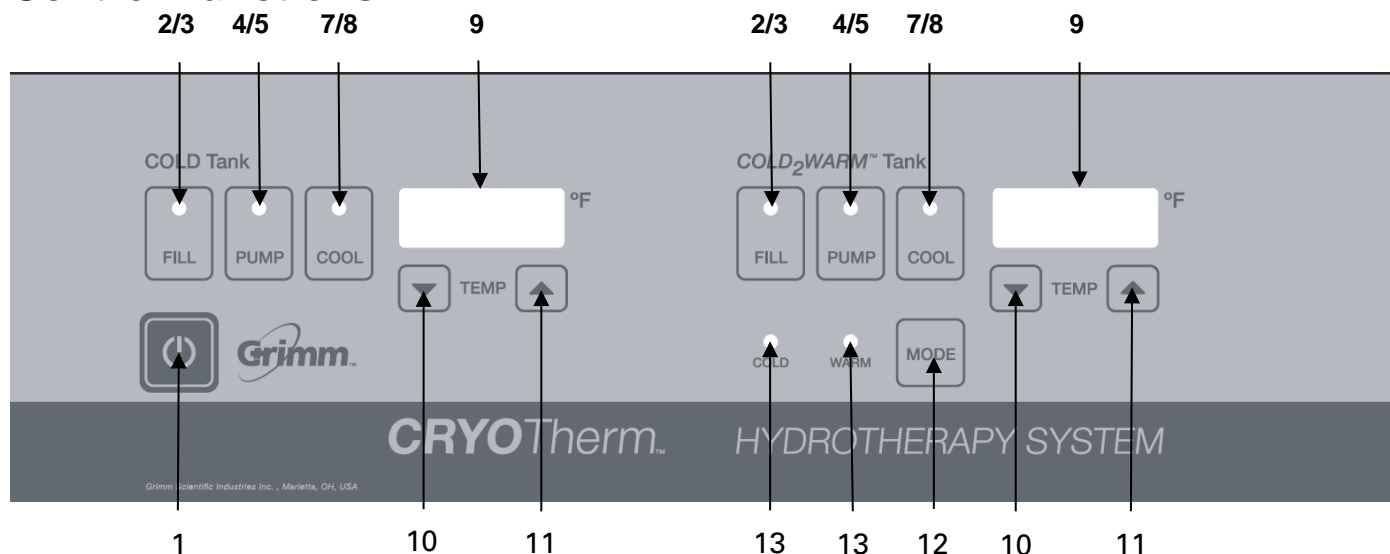 2/3 4/5 7/8 9 2/3 4/5 7/8 9
COLD Tank COLD2WARM™ Tank
°F °F
FILL PUMP COOL FILL PUMP COOL
TEMP TEMP
Grimm™ COLD WARM MODE
CRYOTherm™ HYDROTHERAPY SYSTEM
Grimm Scientific Industries Inc. , Marietta, OH, USA
1 10 11 13 13 12 10 11